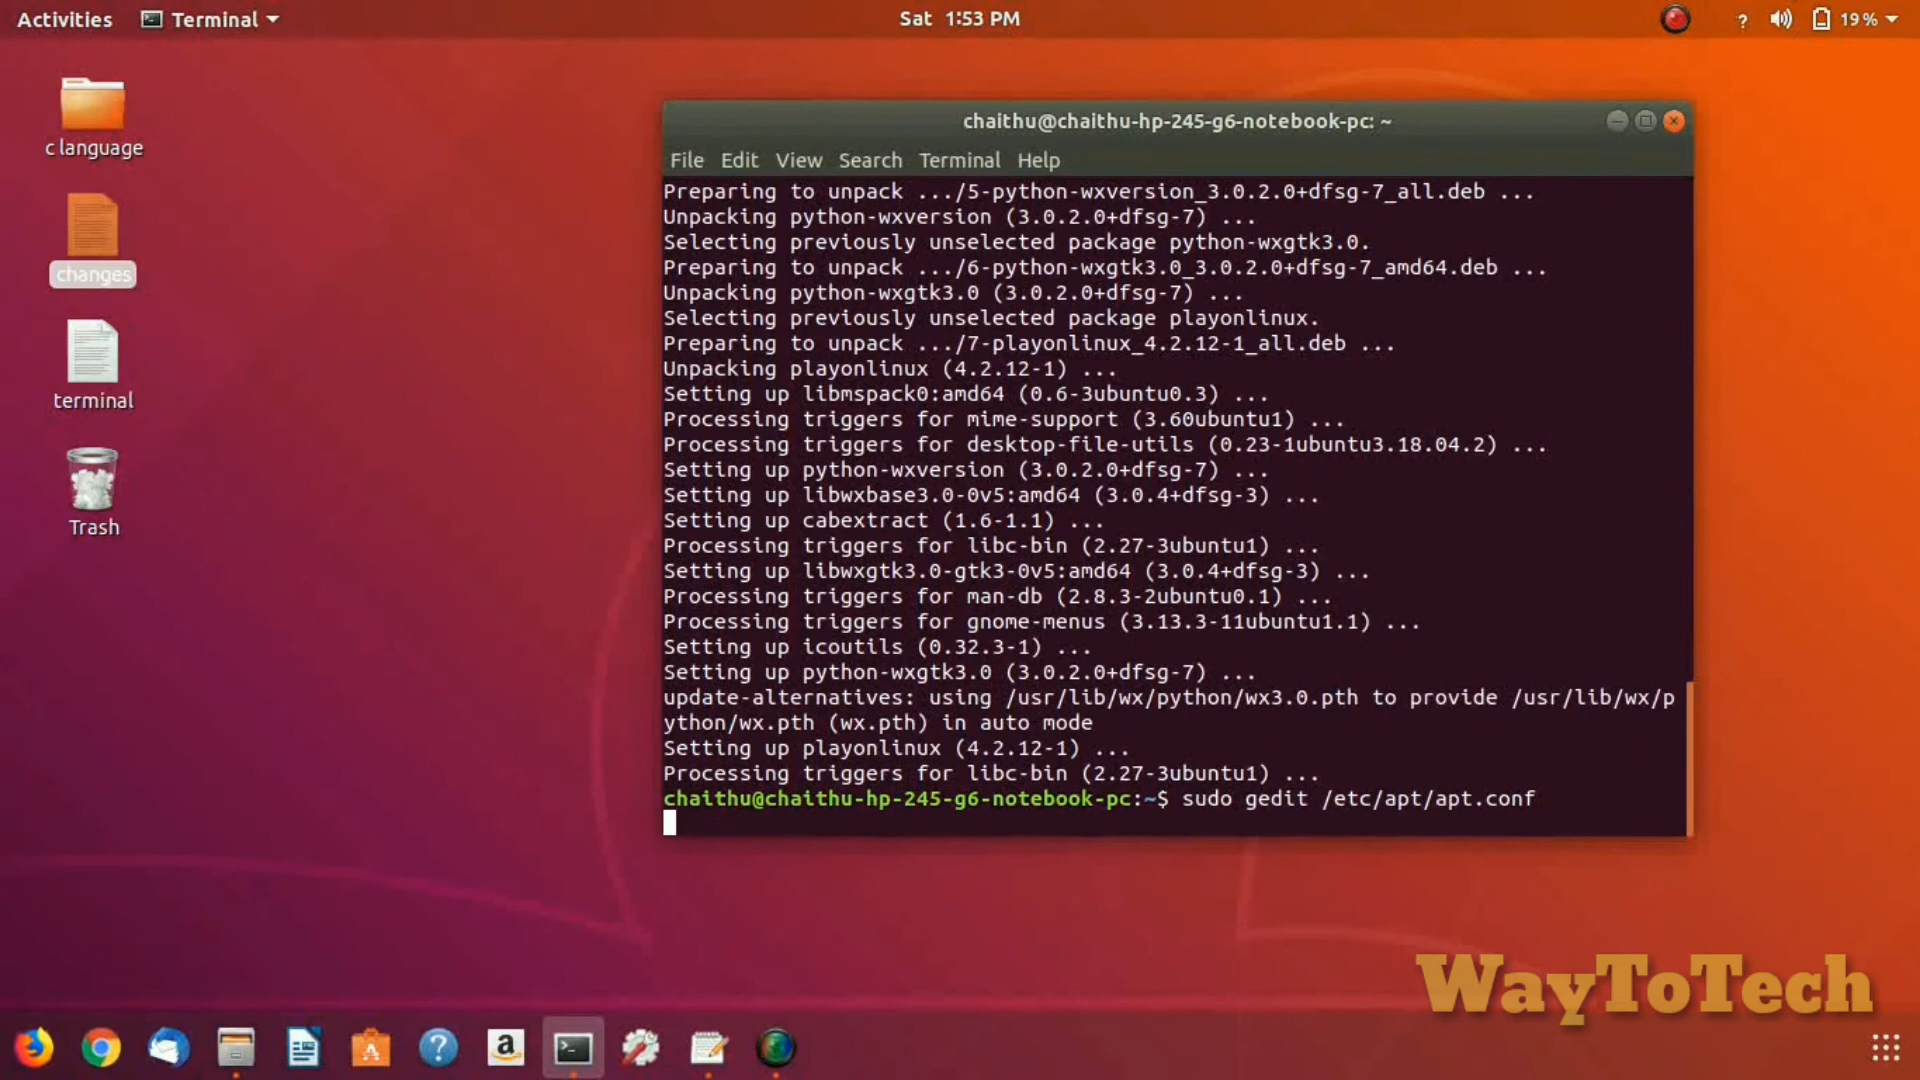 Activities Terminal Sat 1:53 PM ? 19%
c language
changes
terminal
Trash
chaithu@chaithu-hp-245-g6-notebook-pc: ~
File Edit View Search Terminal Help
Preparing to unpack .../5-python-wxversion_3.0.2.0+dfsg-7_all.deb ...
Unpacking python-wxversion (3.0.2.0+dfsg-7) ...
Selecting previously unselected package python-wxgtk3.0.
Preparing to unpack .../6-python-wxgtk3.0_3.0.2.0+dfsg-7_amd64.deb ...
Unpacking python-wxgtk3.0 (3.0.2.0+dfsg-7) ...
Selecting previously unselected package playonlinux.
Preparing to unpack .../7-playonlinux_4.2.12-1_all.deb ...
Unpacking playonlinux (4.2.12-1) ...
Setting up libmspack0:amd64 (0.6-3ubuntu0.3) ...
Processing triggers for mime-support (3.60ubuntu1) ...
Processing triggers for desktop-file-utils (0.23-1ubuntu3.18.04.2) ...
Setting up python-wxversion (3.0.2.0+dfsg-7) ...
Setting up libwxbase3.0-0v5:amd64 (3.0.4+dfsg-3) ...
Setting up cabextract (1.6-1.1) ...
Processing triggers for libc-bin (2.27-3ubuntu1) ...
Setting up libwxgtk3.0-gtk3-0v5:amd64 (3.0.4+dfsg-3) ...
Processing triggers for man-db (2.8.3-2ubuntu0.1) ...
Processing triggers for gnome-menus (3.13.3-11ubuntu1.1) ...
Setting up icoutils (0.32.3-1) ...
Setting up python-wxgtk3.0 (3.0.2.0+dfsg-7) ...
update-alternatives: using /usr/lib/wx/python/wx3.0.pth to provide /usr/lib/wx/p
ython/wx.pth (wx.pth) in auto mode
Setting up playonlinux (4.2.12-1) ...
Processing triggers for libc-bin (2.27-3ubuntu1) ...
chaithu@chaithu-hp-245-g6-notebook-pc:~$ sudo gedit /etc/apt/apt.conf
WayToTech